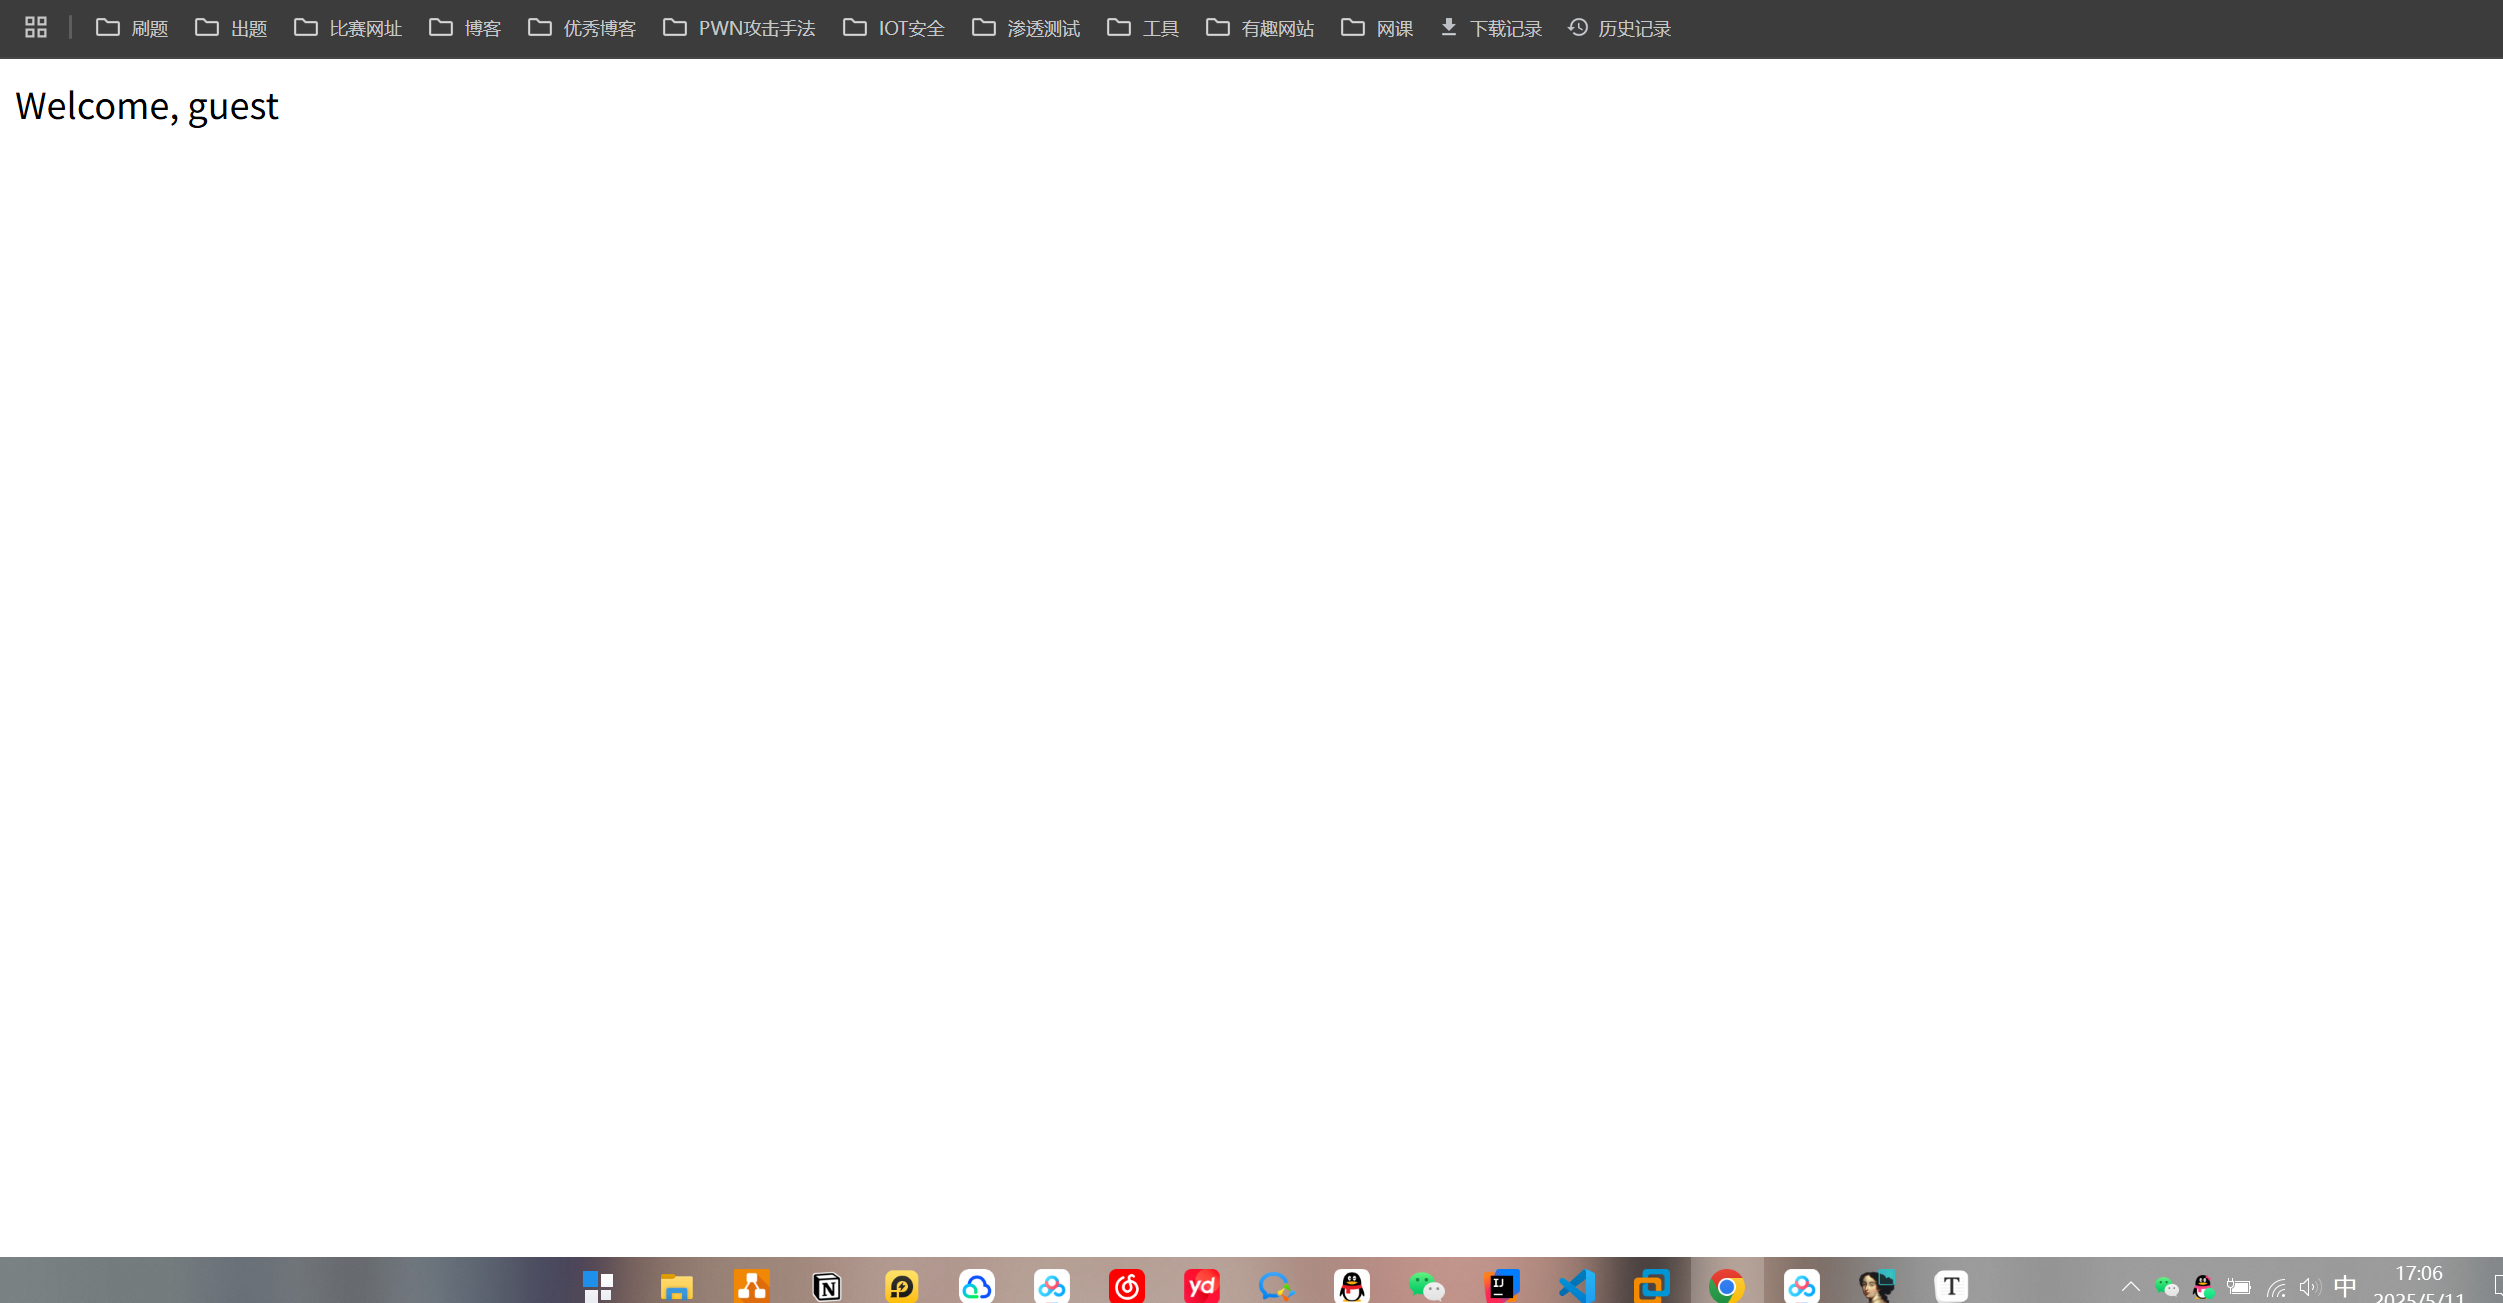 刷题 出题 比赛网址 博客 优秀博客 PWN攻击手法 IOT安全 渗透测试 工具 有趣网站 网课 下载记录 历史记录
Welcome, guest
N yd IJ T 中 17:06
2025/5/11